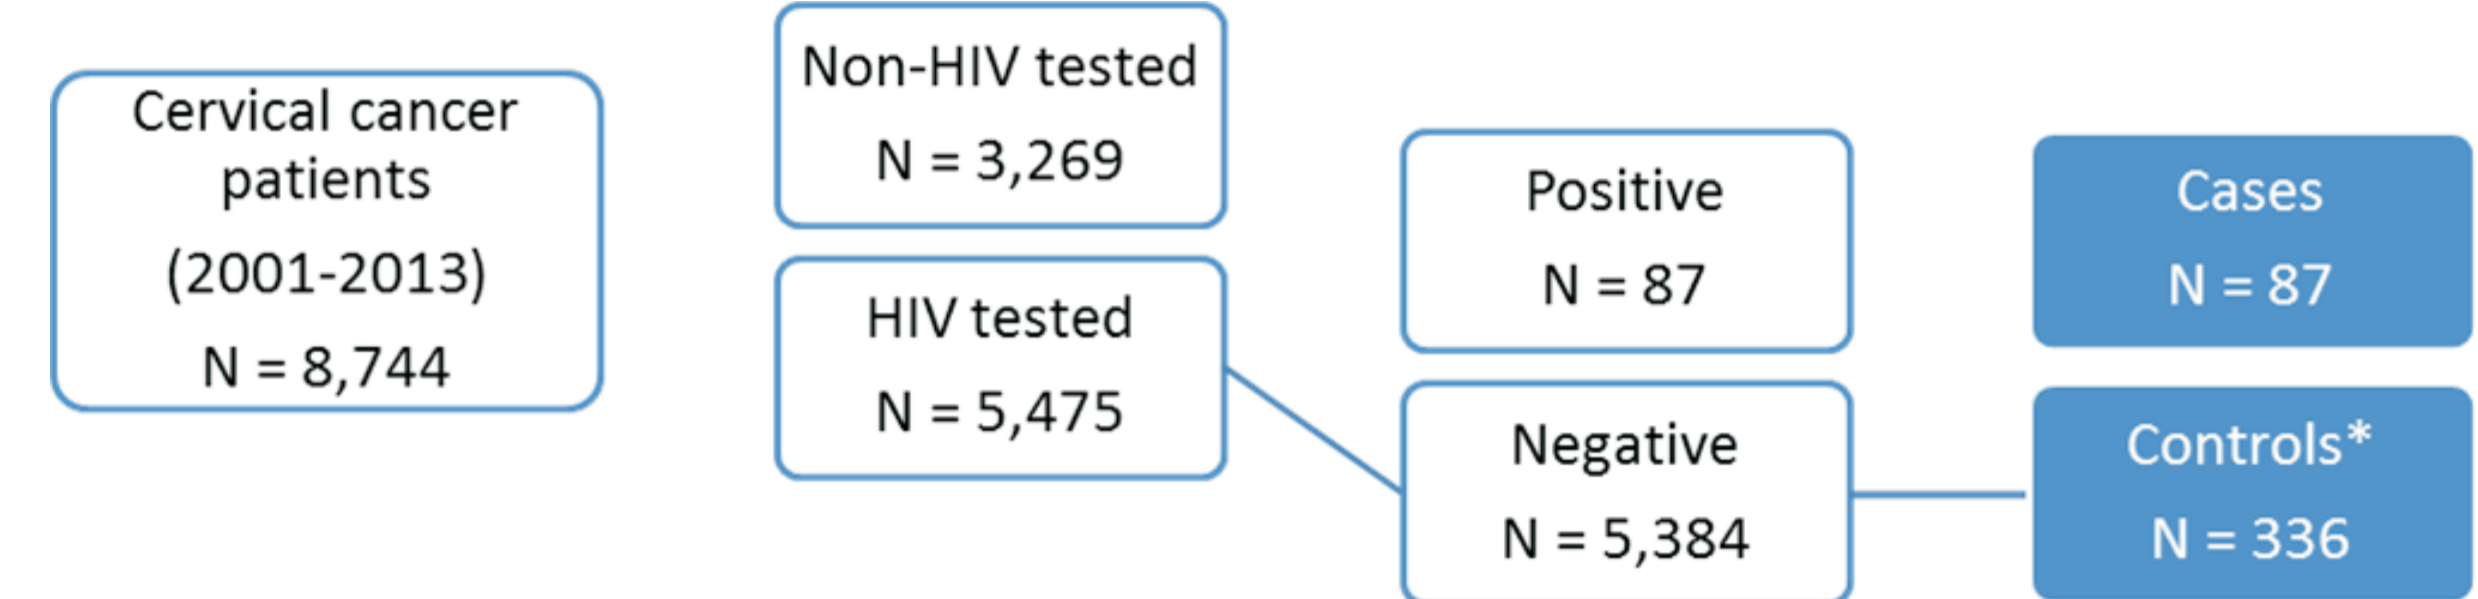 Cervical cancer
patients
(2001-2013)
N = 8,744
Non-HIV tested
N = 3,269
HIV tested
N = 5,475
Positive
N = 87
Negative
N = 5,384
Cases
N = 87
Controls*
N = 336